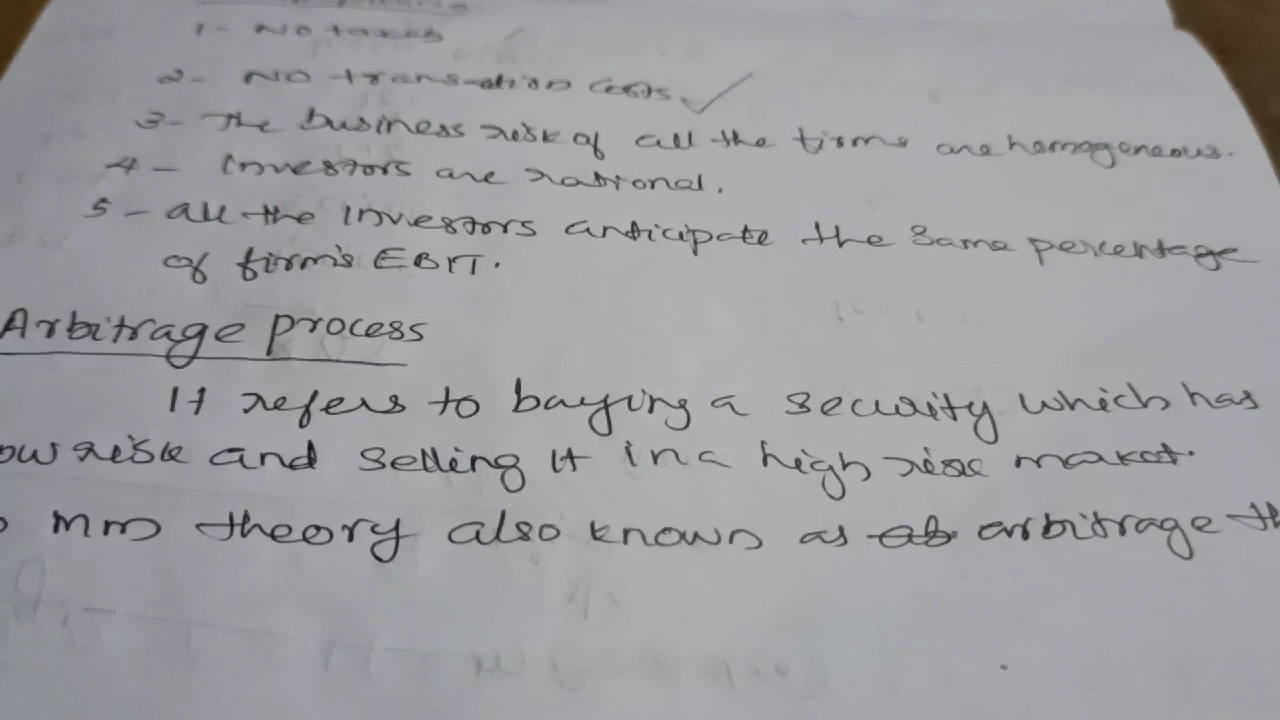 1- No taxes
2- No transaction costs ✓
3- The business risk of all the firms are homogeneous.
4- Investors are rational.
5- all the investors anticipate the same percentage
of firm's EBIT.
Arbitrage process
It refers to buying a security which has
ow risk and selling it in a high risk market.
MM theory also known as arbitrage th